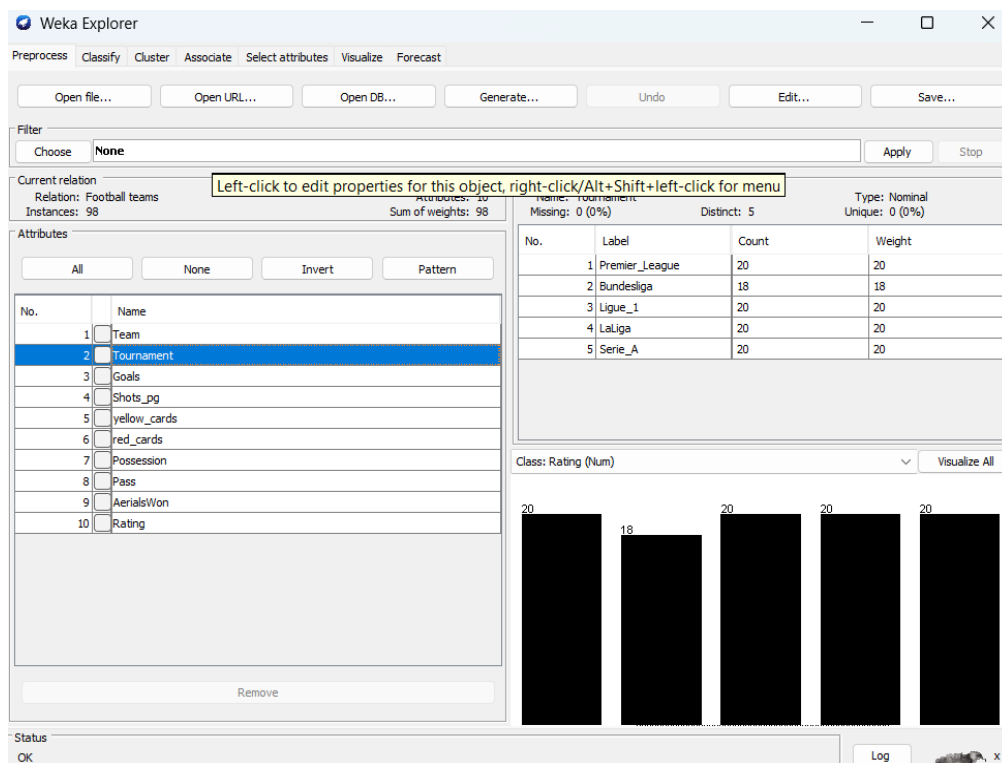 Weka Explorer
Preprocess Classify Cluster Associate Select attributes Visualize Forecast
Open file... Open URL... Open DB... Generate... Undo Edit... Save...
Filter
Choose None Apply Stop
Current relation
Left-click to edit properties for this object, right-click/Alt+Shift+left-click for menu
Relation: Football teams Attributes: 10
Instances: 98 Sum of weights: 98
Name: Tournament Type: Nominal
Missing: 0 (0%) Distinct: 5 Unique: 0 (0%)
Attributes
All None Invert Pattern
No. Name
1 Team
2 Tournament
3 Goals
4 Shots_pg
5 yellow_cards
6 red_cards
7 Possession
8 Pass
9 AerialsWon
10 Rating
Remove
No. Label Count Weight
1 Premier_League 20 20
2 Bundesliga 18 18
3 Ligue_1 20 20
4 LaLiga 20 20
5 Serie_A 20 20
Class: Rating (Num) Visualize All
20 18 20 20 20
Status
OK
Log x